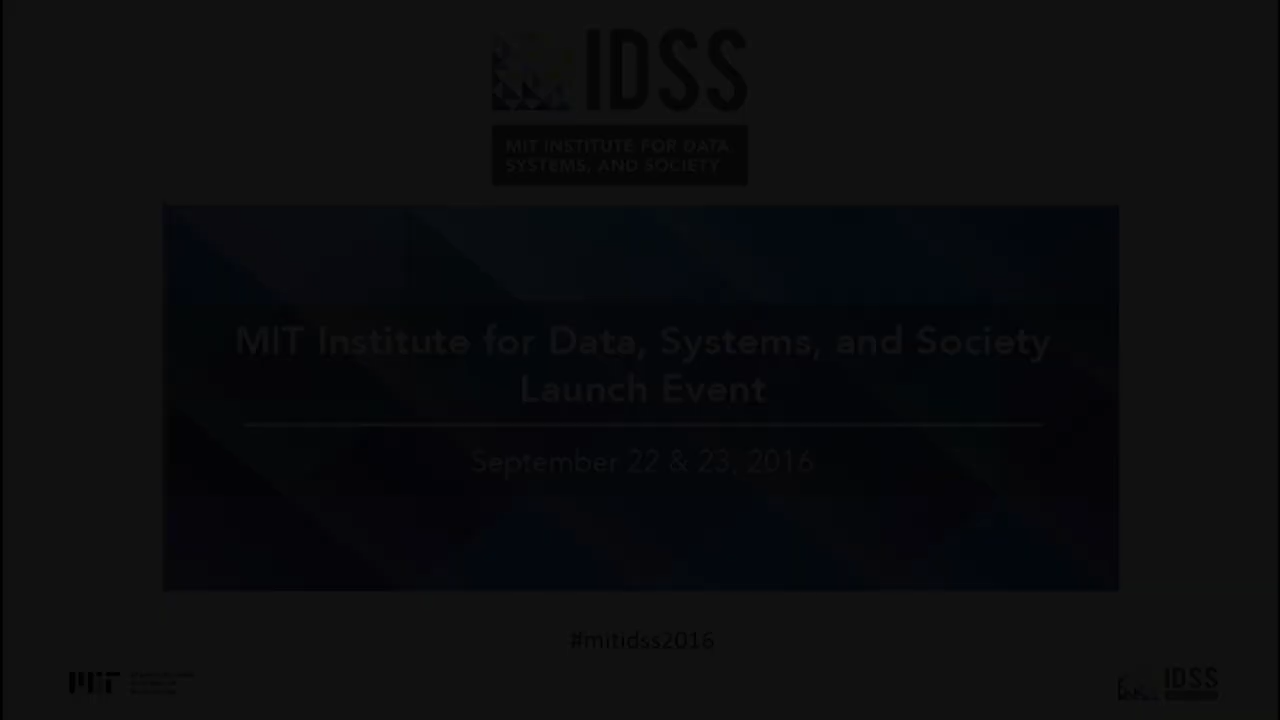 IDSS
MIT INSTITUTE FOR DATA,
SYSTEMS, AND SOCIETY
MIT Institute for Data, Systems, and Society
Launch Event
September 22 & 23, 2016
#mitidss2016
MIT
IDSS